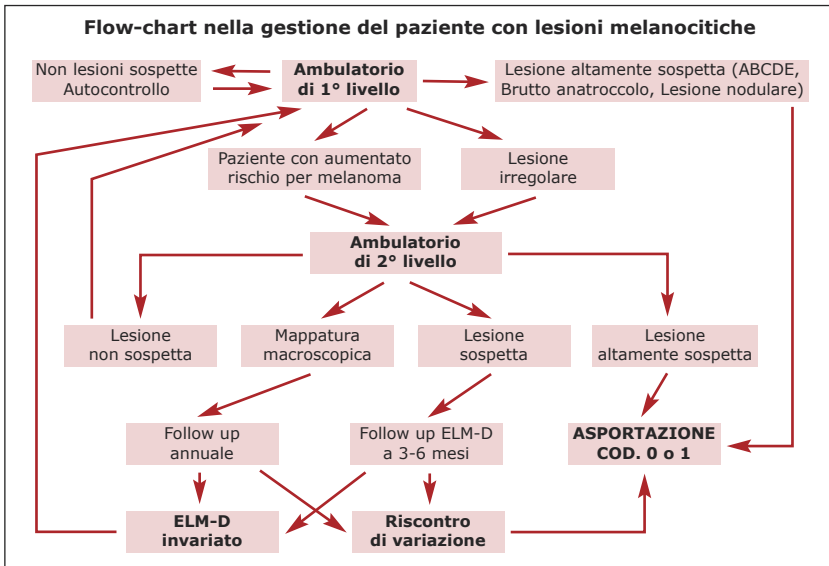 Flow-chart nella gestione del paziente con lesioni melanocitiche
Non lesioni sospette
Autocontrollo
Ambulatorio
di 1° livello
Lesione altamente sospetta (ABCDE,
Brutto anatroccolo, Lesione nodulare)
Paziente con aumentato
rischio per melanoma
Lesione
irregolare
Ambulatorio
di 2° livello
Lesione
non sospetta
Mappatura
macroscopica
Lesione
sospetta
Lesione
altamente sospetta
Follow up
annuale
Follow up ELM-D
a 3-6 mesi
ASPORTAZIONE
COD. 0 o 1
ELM-D
invariato
Riscontro
di variazione